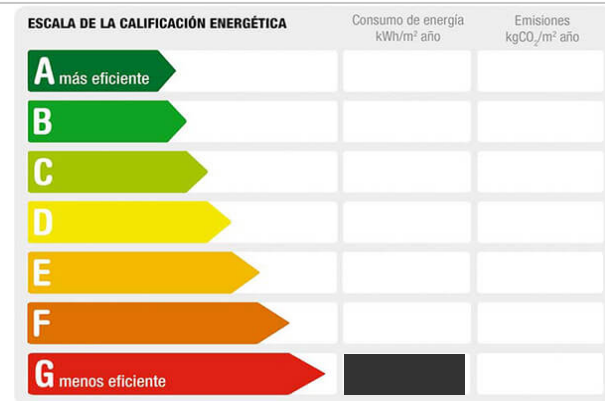 ESCALA DE LA CALIFICACIÓN ENERGÉTICA
Consumo de energía
kWh/m² año
Emisiones
kgCO₂/m² año
A más eficiente
B
C
D
E
F
G menos eficiente